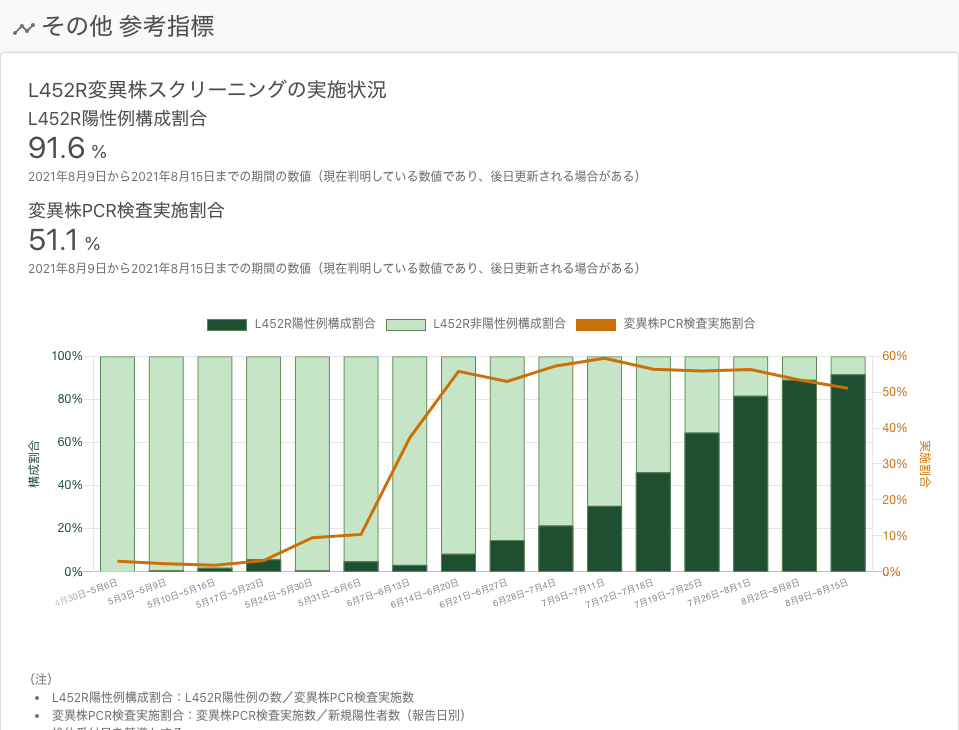 その他 参考指標
L452R変異株スクリーニングの実施状況
L452R陽性例構成割合
91.6 %
2021年8月9日から2021年8月15日までの期間の数値（現在判明している数値であり、後日更新される場合がある）
変異株PCR検査実施割合
51.1 %
2021年8月9日から2021年8月15日までの期間の数値（現在判明している数値であり、後日更新される場合がある）
L452R陽性例構成割合 L452R非陽性例構成割合 変異株PCR検査実施割合
100% 60%
80% 50%
60% 40%
40% 30%
20% 20%
0% 10%
0%
構成割合
実施割合
4月30日~5月6日
5月3日~5月9日
5月10日~5月16日
5月17日~5月23日
5月24日~5月30日
5月31日~6月6日
6月7日~6月13日
6月14日~6月20日
6月21日~6月27日
6月28日~7月4日
7月5日~7月11日
7月12日~7月18日
7月19日~7月25日
7月26日~8月1日
8月2日~8月8日
8月9日~8月15日
（注）
• L452R陽性例構成割合：L452R陽性例の数／変異株PCR検査実施数
• 変異株PCR検査実施割合：変異株PCR検査実施数／新規陽性者数（報告日別）